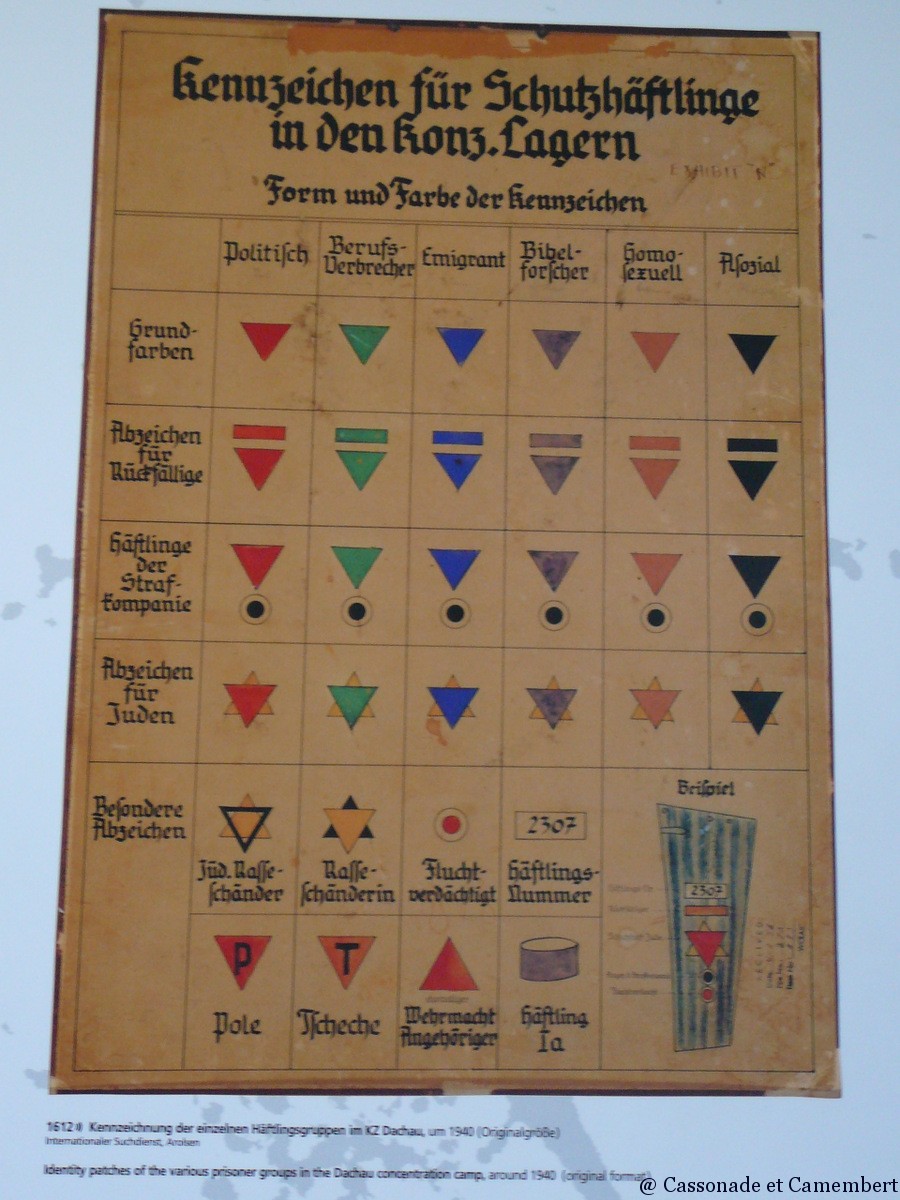 Kennzeichen für Schutzhäftlinge
in den Konz.Lagern
EXHIBIT "N"
Form und Farbe der Kennzeichen
Politisch
Berufs-
Verbrecher
Emigrant
Bibel-
forscher
Homo-
sexuell
Asozial
Grund-
farben
Abzeichen
für
Rückfällige
Häftlinge
der
Straf-
kompanie
Abzeichen
für
Juden
Besondere
Abzeichen
Jüd. Rasse-
schänder
Rasse-
schänderin
Flucht-
verdächtigt
2307
Häftlings-
Nummer
P
Pole
T
Tscheche
Wehrmacht
Angehöriger
Häftling
Ia
Beispiel
2307
1612 Kennzeichnung der einzelnen Häftlingsgruppen im KZ Dachau, um 1940 (Originalgröße)
Internationaler Suchdienst, Arolsen
Identity patches of the various prisoner groups in the Dachau concentration camp, around 1940 (original format)
@ Cassonade et Camembert